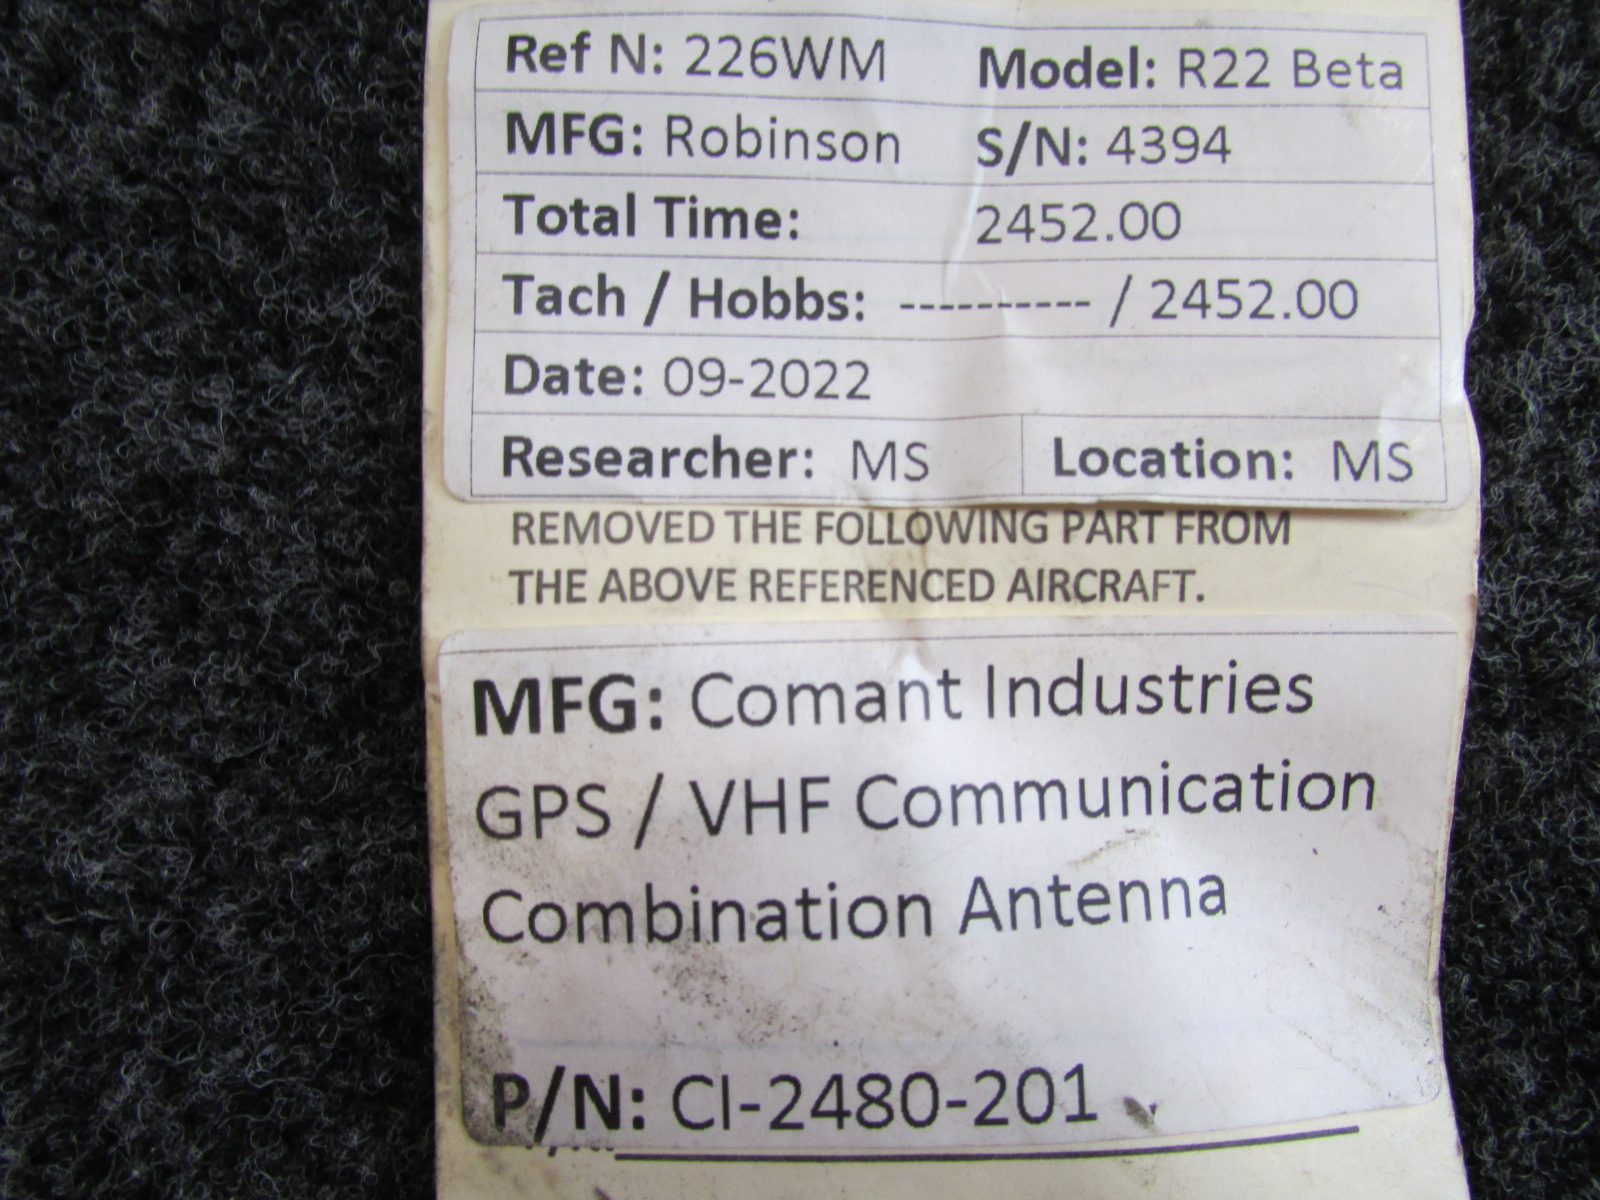 Ref N: 226WM Model: R22 Beta
MFG: Robinson S/N: 4394
Total Time: 2452.00
Tach / Hobbs: ---------- / 2452.00
Date: 09-2022
Researcher: MS Location: MS
REMOVED THE FOLLOWING PART FROM
THE ABOVE REFERENCED AIRCRAFT.
MFG: Comant Industries
GPS / VHF Communication
Combination Antenna
P/N: CI-2480-201